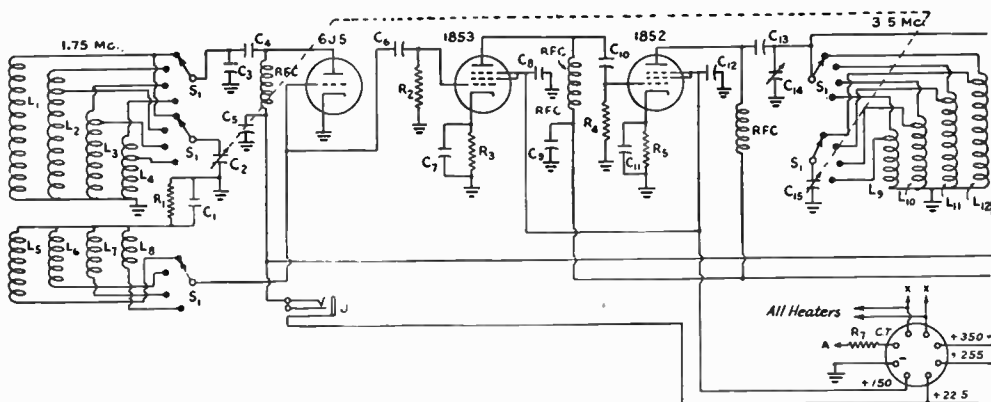 1.75 Mc.
C4
6J5
C6
1853
C10
1852
3 5 Mc.
C13
S1
C3
RFC
R2
C8
RFC
C12
C14
S1
L1
L2
L3
L4
C5
C2
S1
RFC
C7
R3
C9
R4
C11
R5
RFC
S1
C15
L9
L10
L11
L12
R1
C1
L5
L6
L7
L8
S1
J
X X
All Heaters
A
R7
C.T.
+350
+255
-
+150
+22 5